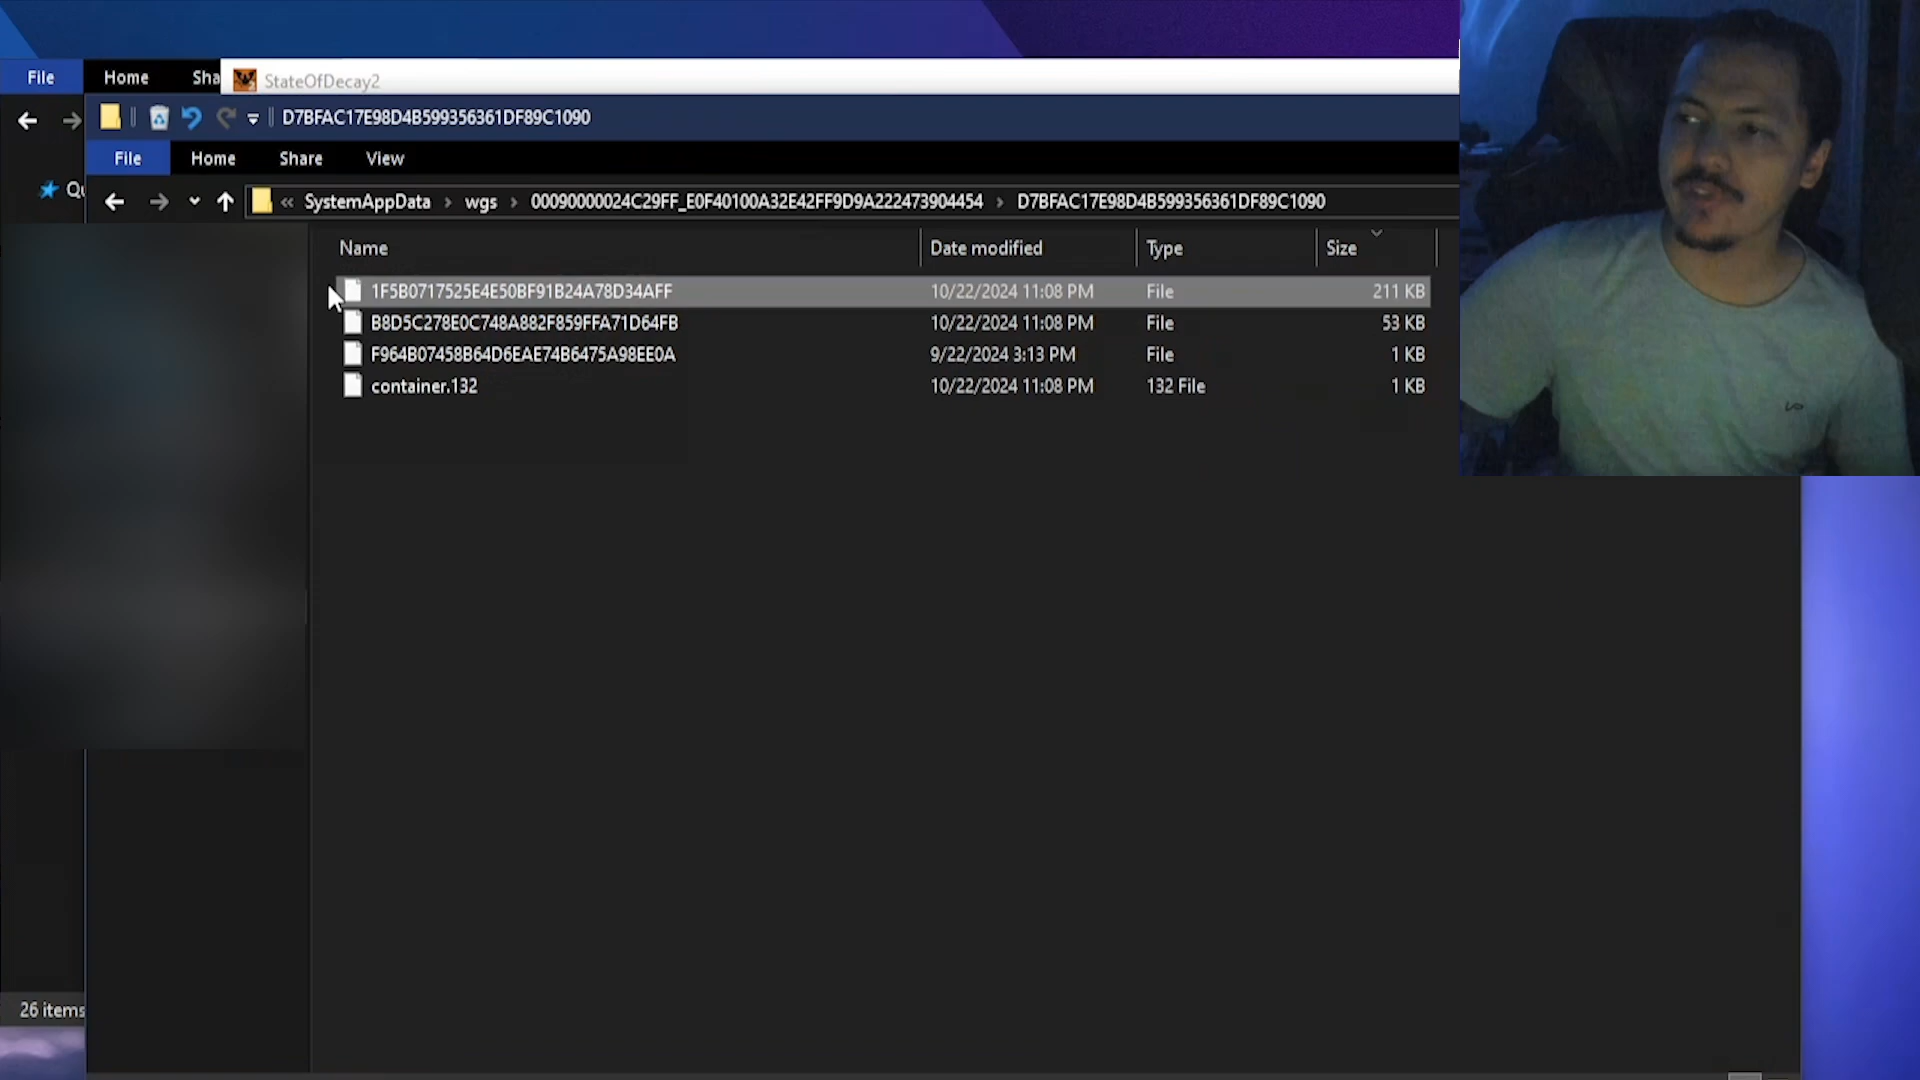 File Home Sha
StateOfDecay2
D7BFAC17E98D4B599356361DF89C1090
File Home Share View
Qu
« SystemAppData › wgs › 00090000024C29FF_E0F40100A32E42FF9D9A222473904454 › D7BFAC17E98D4B599356361DF89C1090
Name Date modified Type Size
1F5B0717525E4E50BF91B24A78D34AFF 10/22/2024 11:08 PM File 211 KB
B8D5C278E0C748A882F859FFA71D64FB 10/22/2024 11:08 PM File 53 KB
F964B07458B64D6EAE74B6475A98EE0A 9/22/2024 3:13 PM File 1 KB
container.132 10/22/2024 11:08 PM 132 File 1 KB
26 items